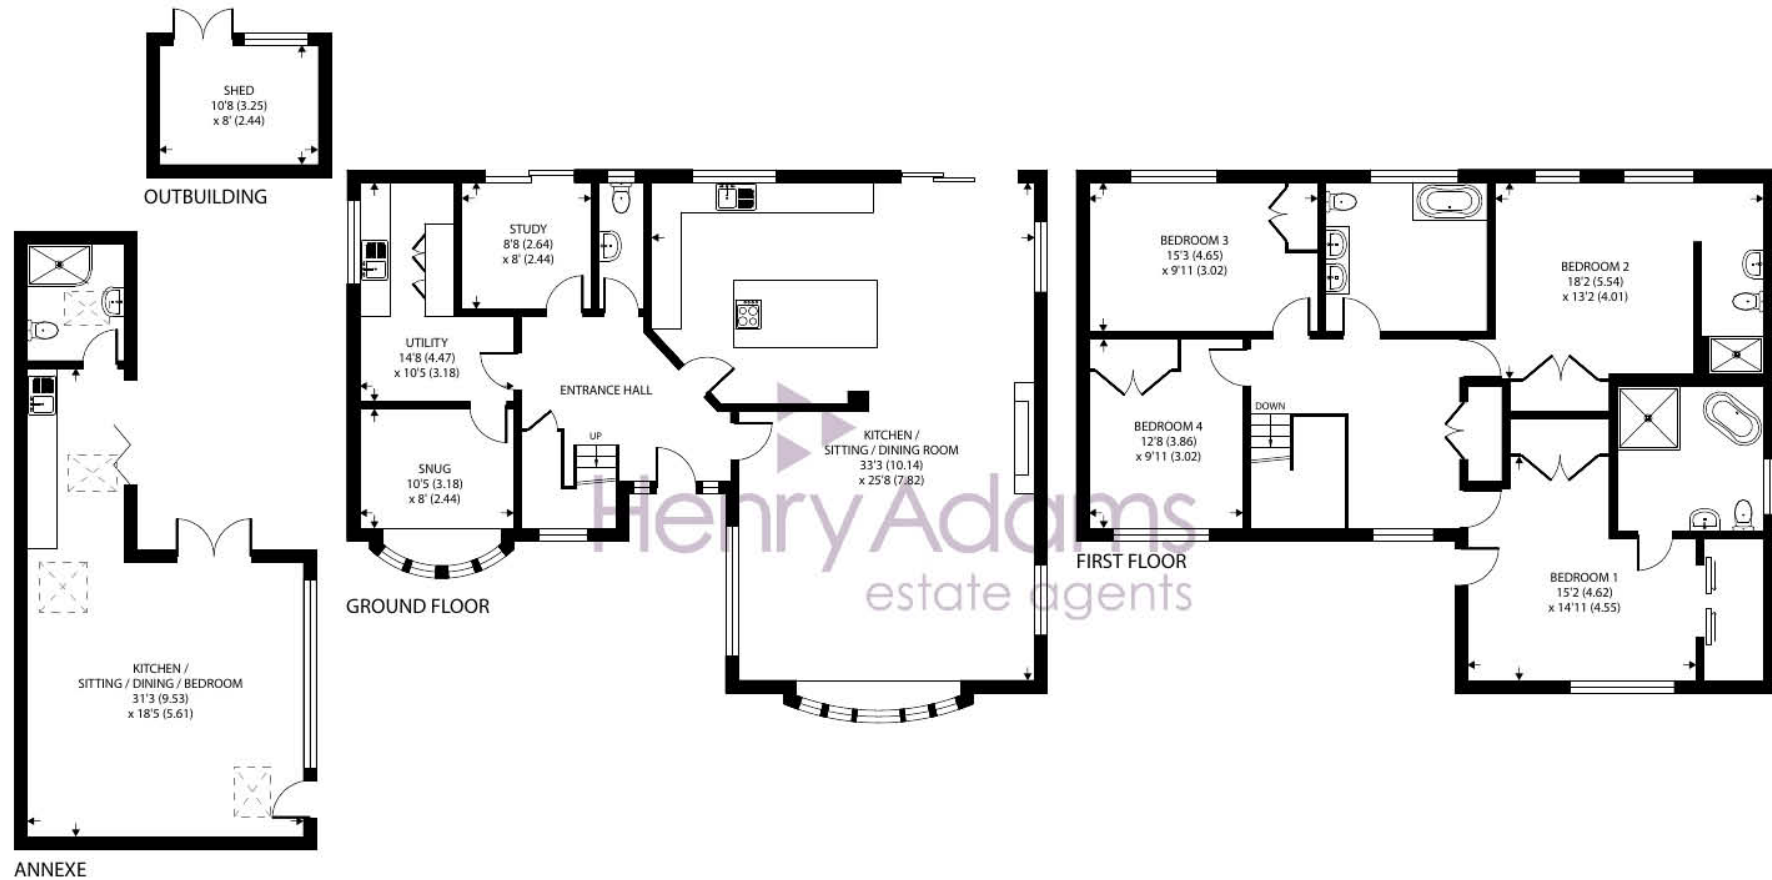 SHED
10'8 (3.25)
x 8' (2.44)
OUTBUILDING
STUDY
8'8 (2.64)
x 8' (2.44)
UTILITY
14'8 (4.47)
x 10'5 (3.18)
ENTRANCE HALL
UP
SNUG
10'5 (3.18)
x 8' (2.44)
KITCHEN /
SITTING / DINING ROOM
33'3 (10.14)
x 25'8 (7.82)
GROUND FLOOR
BEDROOM 3
15'3 (4.65)
x 9'11 (3.02)
BEDROOM 2
18'2 (5.54)
x 13'2 (4.01)
DOWN
BEDROOM 4
12'8 (3.86)
x 9'11 (3.02)
BEDROOM 1
15'2 (4.62)
x 14'11 (4.55)
FIRST FLOOR
Henry Adams
estate agents
KITCHEN /
SITTING / DINING / BEDROOM
31'3 (9.53)
x 18'5 (5.61)
ANNEXE